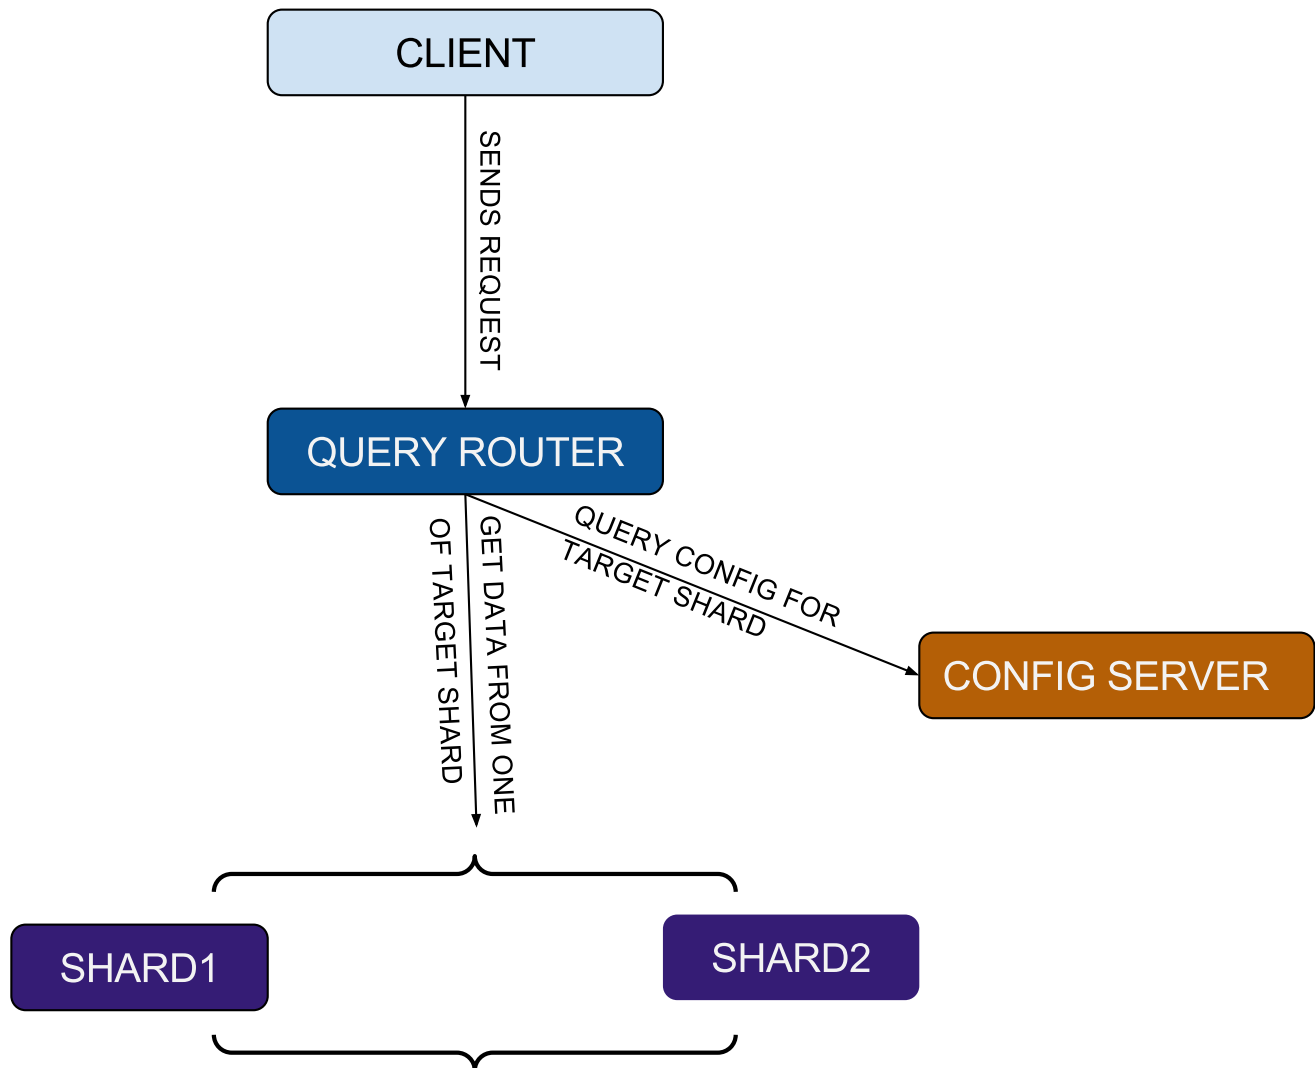 CLIENT
SENDS REQUEST
QUERY ROUTER
GET DATA FROM ONE
OF TARGET SHARD
QUERY CONFIG FOR
TARGET SHARD
CONFIG SERVER
SHARD1
SHARD2